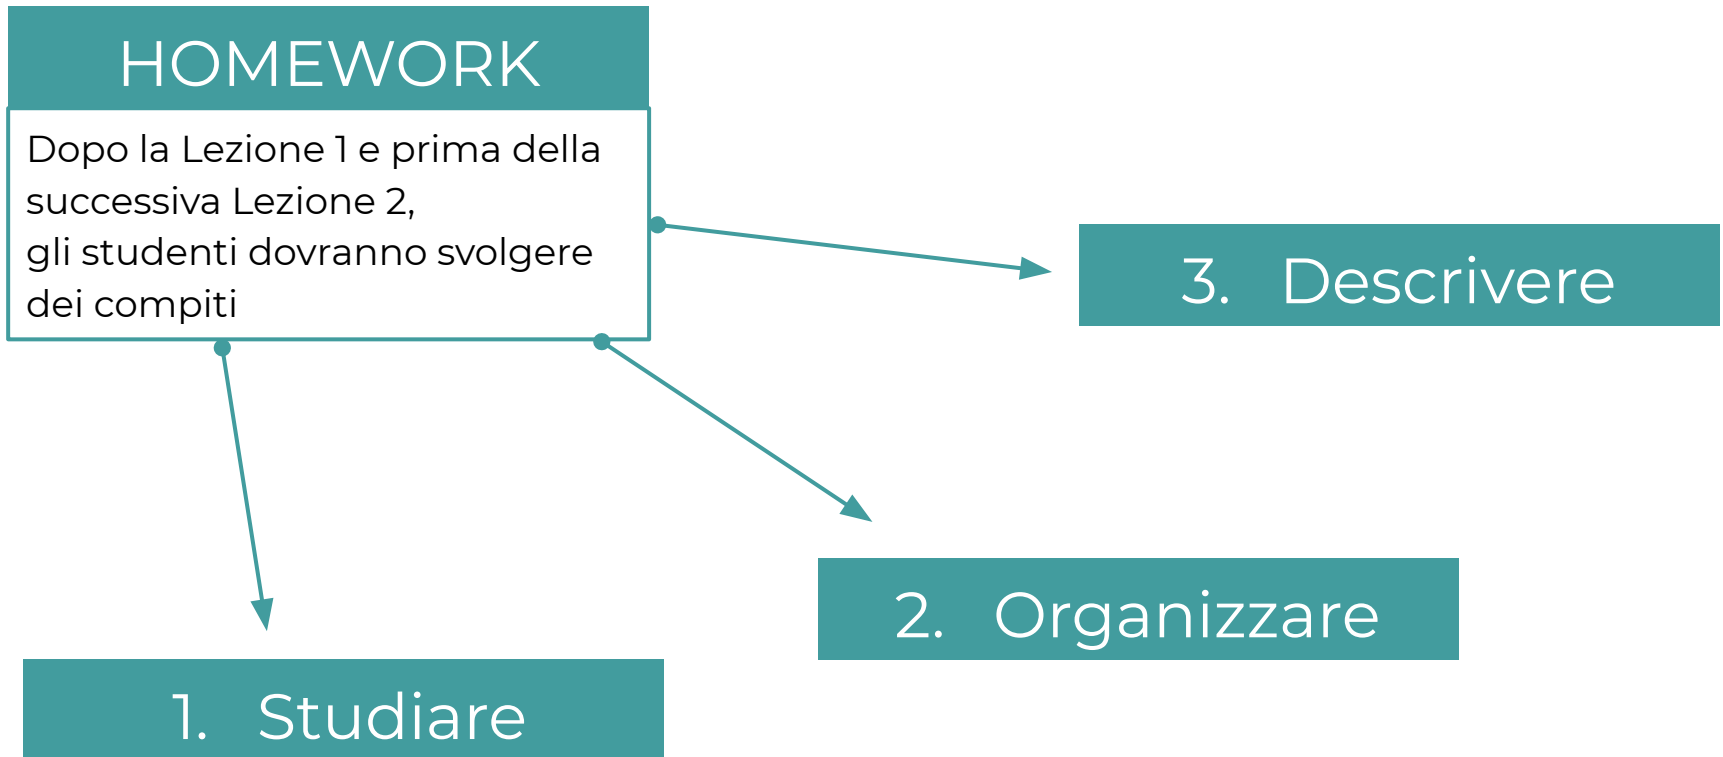 HOMEWORK
Dopo la Lezione 1 e prima della
successiva Lezione 2,
gli studenti dovranno svolgere
dei compiti
3. Descrivere
2. Organizzare
1. Studiare